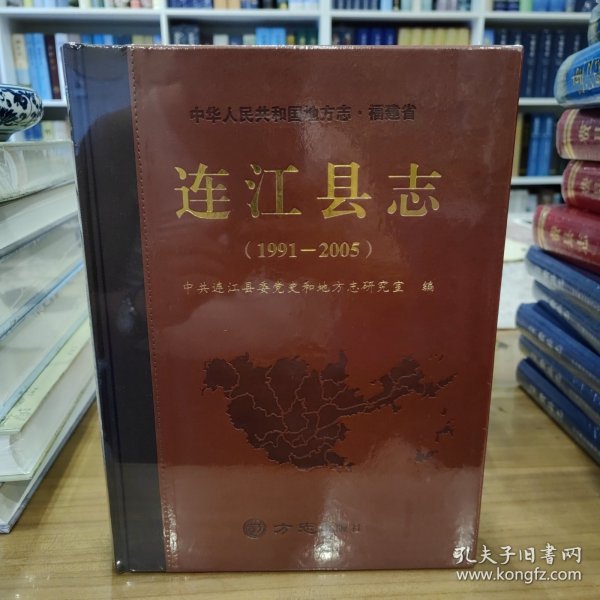 中华人民共和国地方志·福建省
连江县志
（1991－2005）
中共连江县委党史和地方志研究室 编
方志出版社
孔夫子旧书网
www.kongfz.com